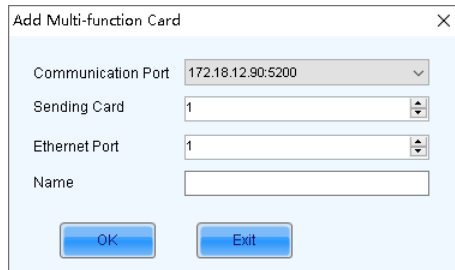 Add Multi-function Card
Communication Port 172.18.12.90:5200
Sending Card 1
Ethernet Port 1
Name
OK Exit